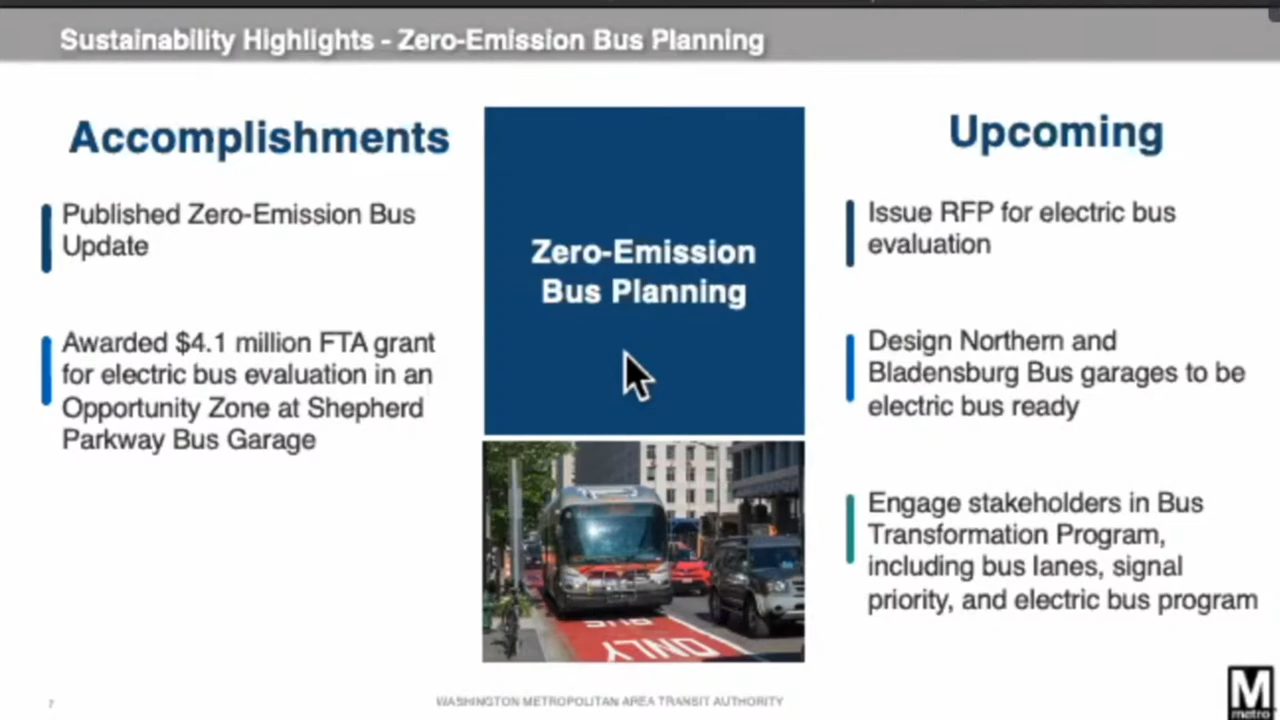 Sustainability Highlights - Zero-Emission Bus Planning
Accomplishments
Published Zero-Emission Bus
Update
Awarded $4.1 million FTA grant
for electric bus evaluation in an
Opportunity Zone at Shepherd
Parkway Bus Garage
Zero-Emission
Bus Planning
BUS
ONLY
Upcoming
Issue RFP for electric bus
evaluation
Design Northern and
Bladensburg Bus garages to be
electric bus ready
Engage stakeholders in Bus
Transformation Program,
including bus lanes, signal
priority, and electric bus program
7
WASHINGTON METROPOLITAN AREA TRANSIT AUTHORITY
M
metro